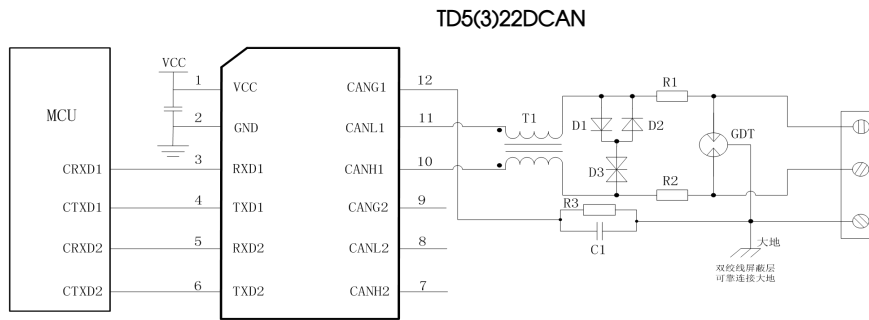 TD5(3)22DCAN
VCC
MCU
CRXD1
CTXD1
CRXD2
CTXD2
1
2
3
4
5
6
VCC
GND
RXD1
TXD1
RXD2
TXD2
CANG1
CANL1
CANH1
CANG2
CANL2
CANH2
12
11
10
9
8
7
T1
D1
D2
D3
R1
R2
GDT
R3
C1
大地
双绞线屏蔽层
可靠连接大地